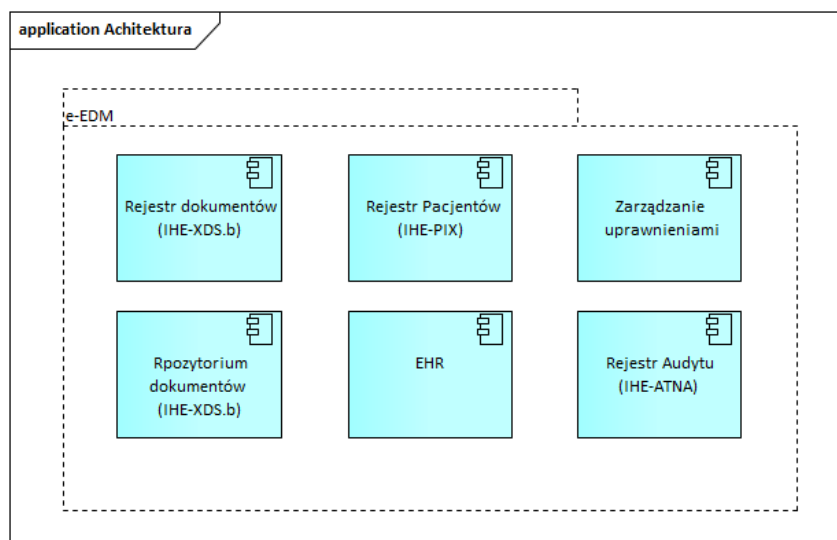 application Achitektura
e-EDM
Rejestr dokumentów
(IHE-XDS.b)
Rejestr Pacjentów
(IHE-PIX)
Zarządzanie
uprawnieniami
Rpozytorium
dokumentów
(IHE-XDS.b)
EHR
Rejestr Audytu
(IHE-ATNA)